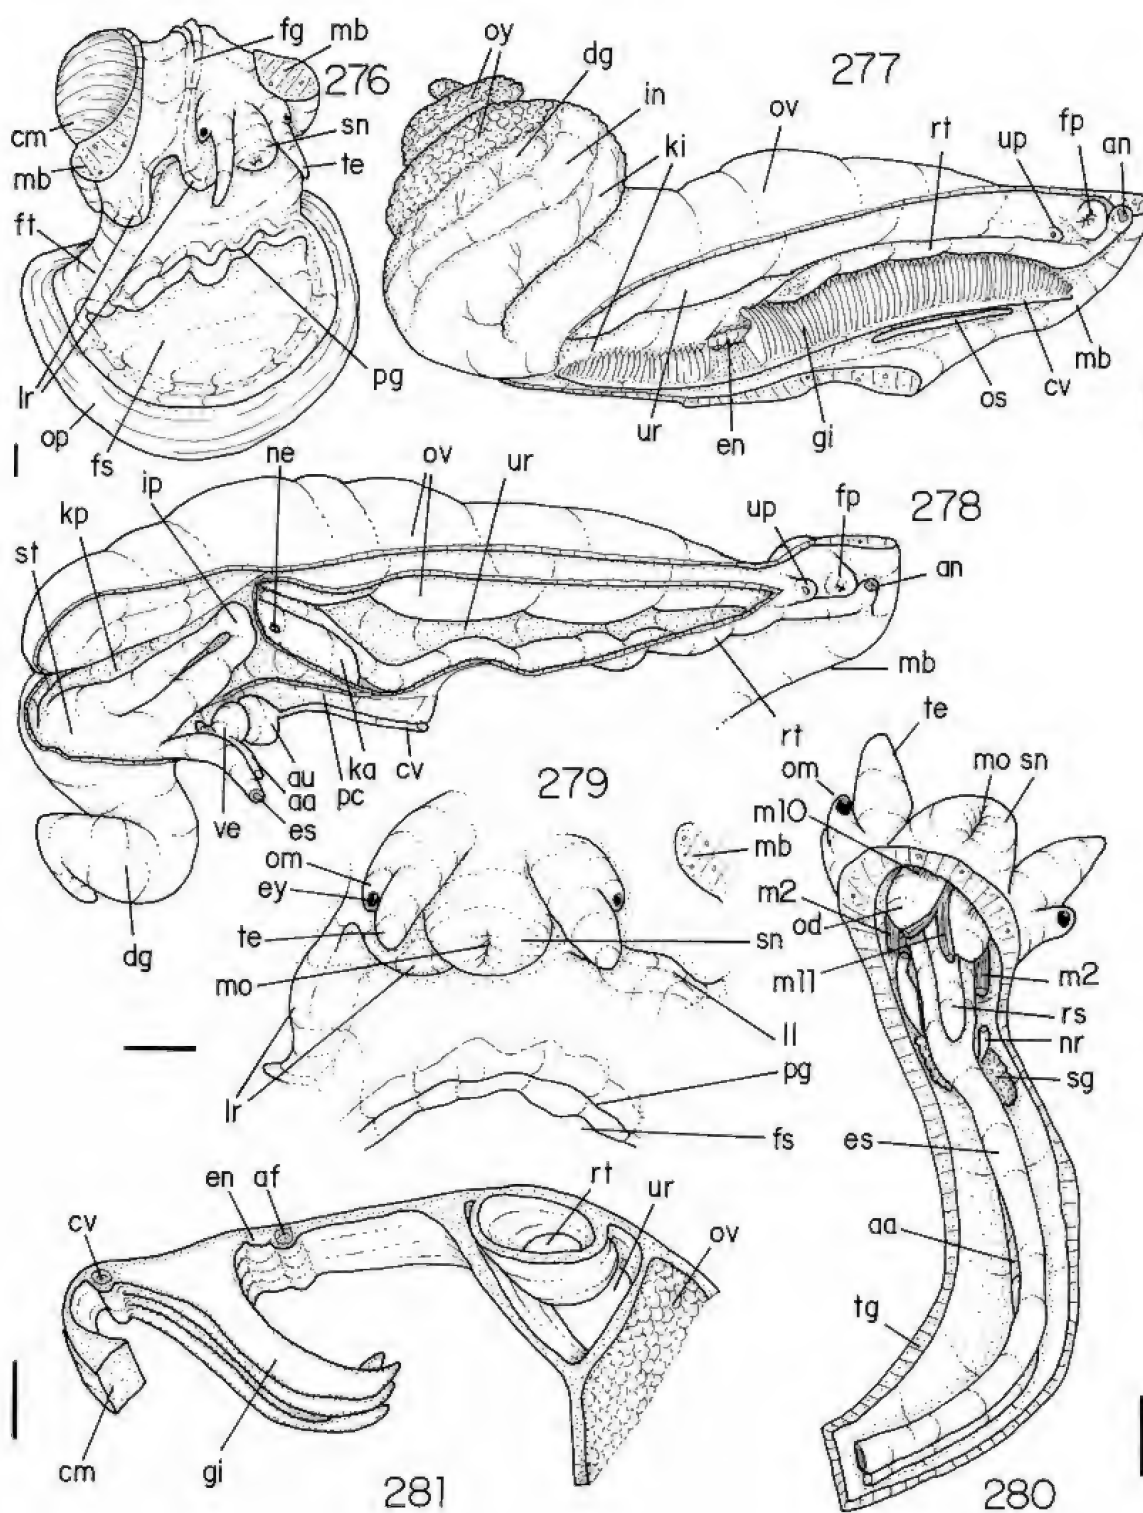 276
fg
mb
cm
sn
te
mb
ft
lr
op
fs
pg
277
oy
dg
in
ki
ov
rt
up
fp
an
ur
en
gi
os
cv
mb
278
st
kp
ip
ne
ov
ur
up
fp
an
mb
rt
cv
ka
pc
au
aa
ve
es
dg
279
om
ey
te
mo
lr
mb
sn
ll
pg
fs
280
te
om
mo sn
m10
m2
od
m11
m2
rs
nr
sg
es
aa
tg
281
cv
en
af
rt
ur
ov
cm
gi